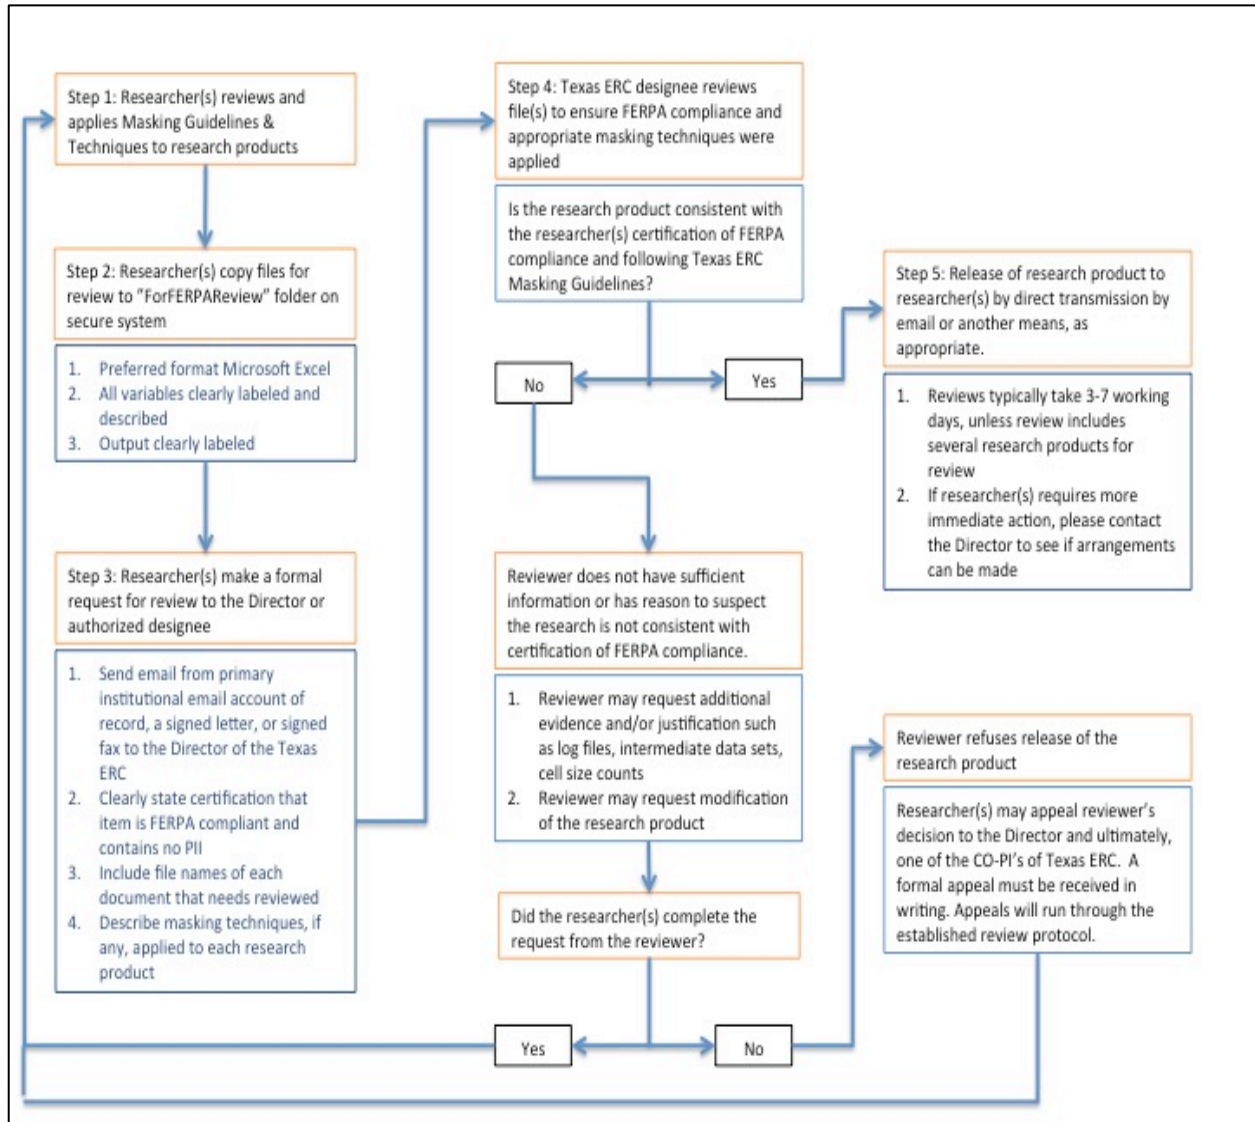 Step 1: Researcher(s) reviews and
applies Masking Guidelines &
Techniques to research products
Step 2: Researcher(s) copy files for
review to "ForFERPAReview" folder on
secure system
1. Preferred format Microsoft Excel
2. All variables clearly labeled and
described
3. Output clearly labeled
Step 3: Researcher(s) make a formal
request for review to the Director or
authorized designee
1. Send email from primary
institutional email account of
record, a signed letter, or signed
fax to the Director of the Texas
ERC
2. Clearly state certification that
item is FERPA compliant and
contains no PII
3. Include file names of each
document that needs reviewed
4. Describe masking techniques, if
any, applied to each research
product
Step 4: Texas ERC designee reviews
file(s) to ensure FERPA compliance and
appropriate masking techniques were
applied
Is the research product consistent with
the researcher(s) certification of FERPA
compliance and following Texas ERC
Masking Guidelines?
No
Yes
Step 5: Release of research product to
researcher(s) by direct transmission by
email or another means, as
appropriate.
1. Reviews typically take 3-7 working
days, unless review includes
several research products for
review
2. If researcher(s) requires more
immediate action, please contact
the Director to see if arrangements
can be made
Reviewer does not have sufficient
information or has reason to suspect
the research is not consistent with
certification of FERPA compliance.
1. Reviewer may request additional
evidence and/or justification such
as log files, intermediate data sets,
cell size counts
2. Reviewer may request modification
of the research product
Did the researcher(s) complete the
request from the reviewer?
Yes
No
Reviewer refuses release of the
research product
Researcher(s) may appeal reviewer's
decision to the Director and ultimately,
one of the CO-PI's of Texas ERC. A
formal appeal must be received in
writing. Appeals will run through the
established review protocol.